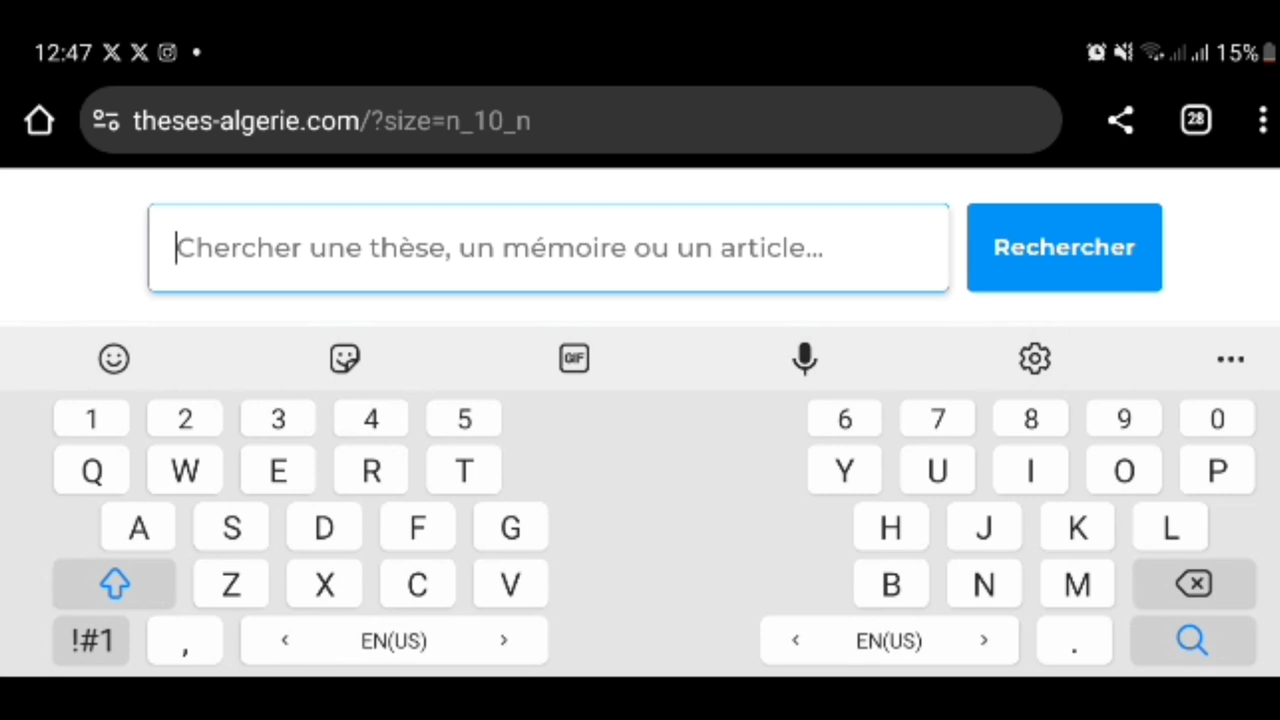 12:47
15%
theses-algerie.com/?size=n_10_n
28
Chercher une thèse, un mémoire ou un article...
Rechercher
GIF
1 2 3 4 5 6 7 8 9 0
Q W E R T Y U I O P
A S D F G H J K L
Z X C V B N M
!#1 , < EN(US) > < EN(US) > .